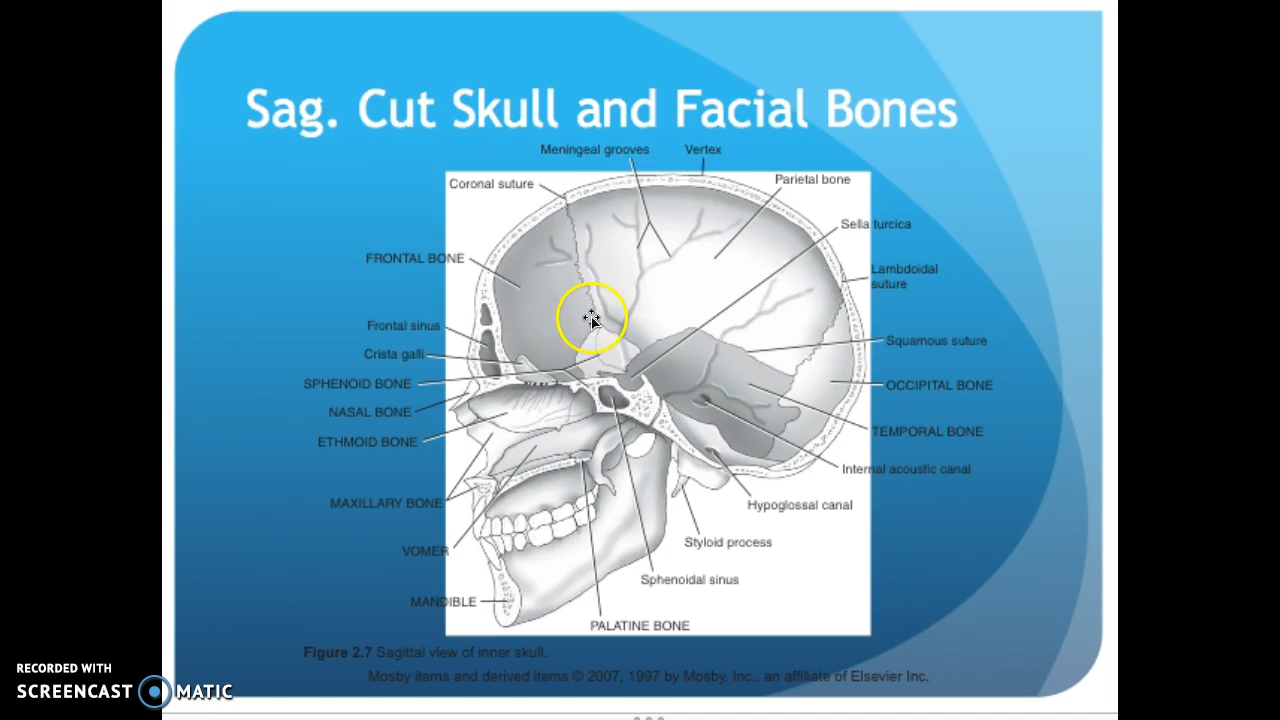 Sag. Cut Skull and Facial Bones
Meningeal grooves
Vertex
Coronal suture
Parietal bone
Sella turcica
FRONTAL BONE
Lambdoidal
suture
Frontal sinus
Squamous suture
Crista galli
SPHENOID BONE
OCCIPITAL BONE
NASAL BONE
TEMPORAL BONE
ETHMOID BONE
Internal acoustic canal
MAXILLARY BONE
Hypoglossal canal
Styloid process
VOMER
Sphenoidal sinus
MANDIBLE
PALATINE BONE
Figure 2.7 Sagittal view of inner skull.
Mosby items and derived items © 2007, 1997 by Mosby, Inc., an affiliate of Elsevier Inc.
RECORDED WITH
SCREENCAST MATIC